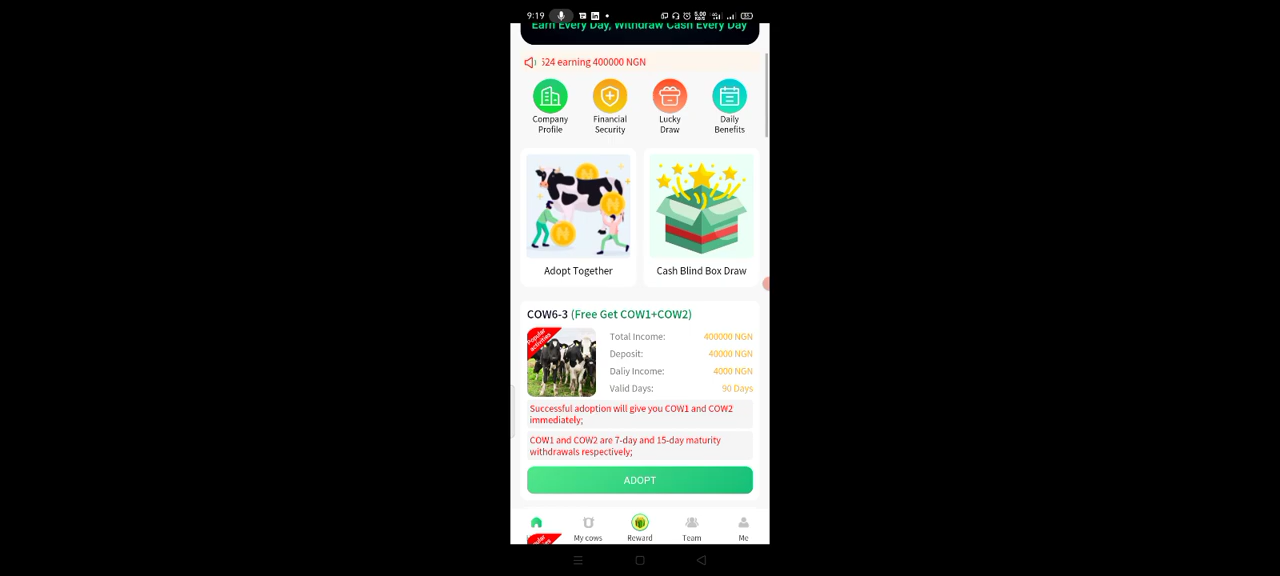 9:19
Earn Every Day, Withdraw Cash Every Day
524 earning 400000 NGN
Company Profile
Financial Security
Lucky Draw
Daily Benefits
Adopt Together
Cash Blind Box Draw
COW6-3 (Free Get COW1+COW2)
Popular activities
Total Income: 400000 NGN
Deposit: 40000 NGN
Daliy Income: 4000 NGN
Valid Days: 90 Days
Successful adoption will give you COW1 and COW2
immediately;
COW1 and COW2 are 7-day and 15-day maturity
withdrawals respectively;
ADOPT
My cows
Reward
Team
Me